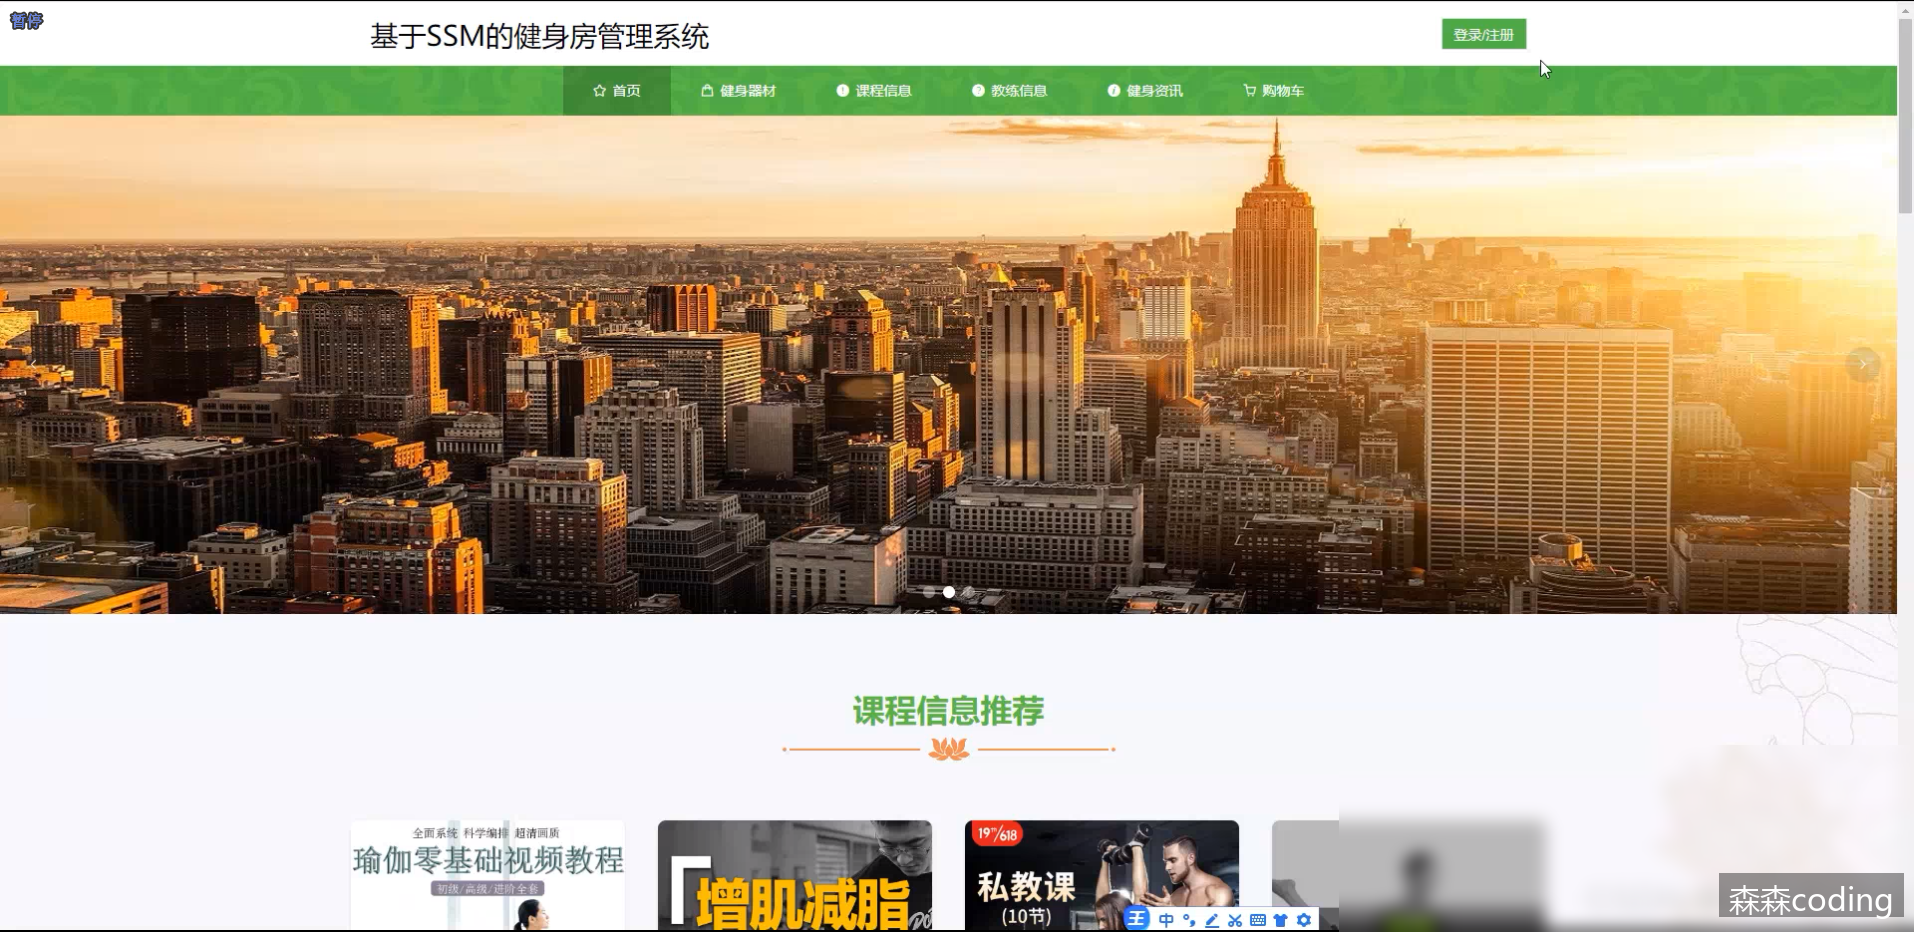 暂停
基于SSM的健身房管理系统
登录/注册
首页
健身器材
课程信息
教练信息
健身资讯
购物车
课程信息推荐
全面系统 科学编排 超清画质
瑜伽零基础视频教程
初级/高级/进阶全套
增肌减脂
19TH/618
私教课
(10节)
王 中
森森coding